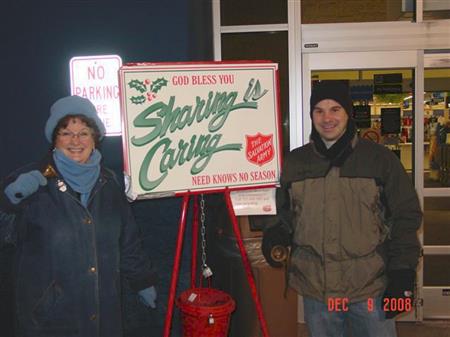 NO
PARKING
GOD BLESS YOU
Sharing is
Caring
THE
SALVATION
ARMY
NEED KNOWS NO SEASON
DEC 9 2008